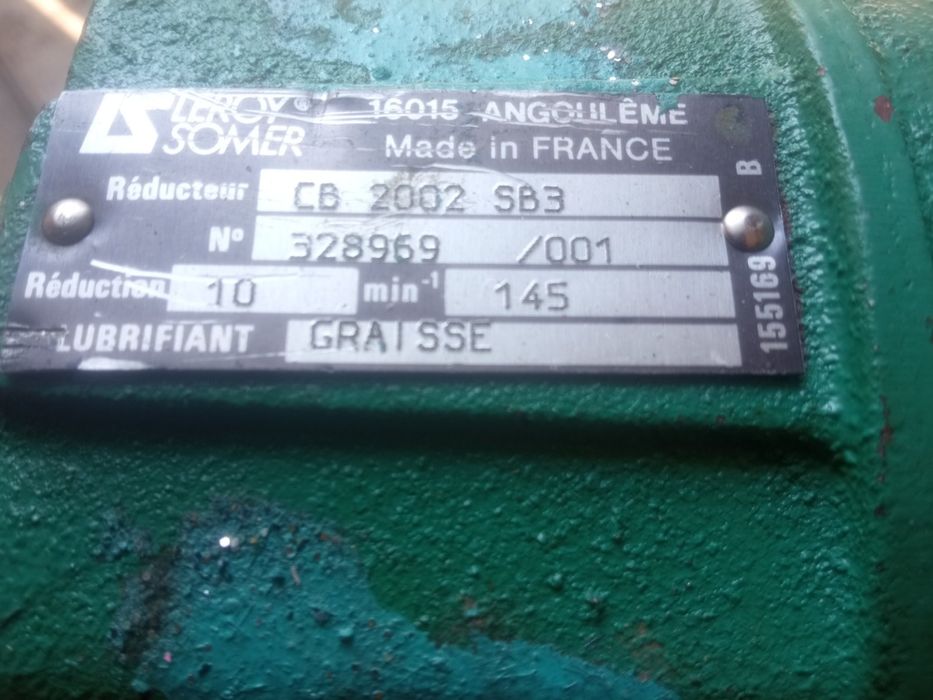 LEROY® 16015 ANGOULÊME
SOMER Made in FRANCE
Réducteur CB 2002 SB3
N° 328969 /001
Réduction 10 min⁻¹ 145
LUBRIFIANT GRAISSE
155169 B